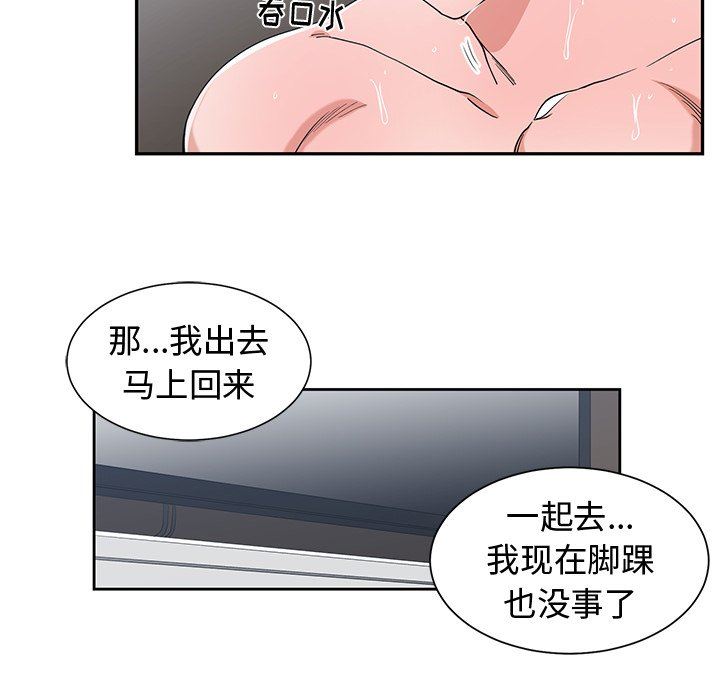 吞口水
那...我出去
马上回来
一起去...
我现在脚踝
也没事了